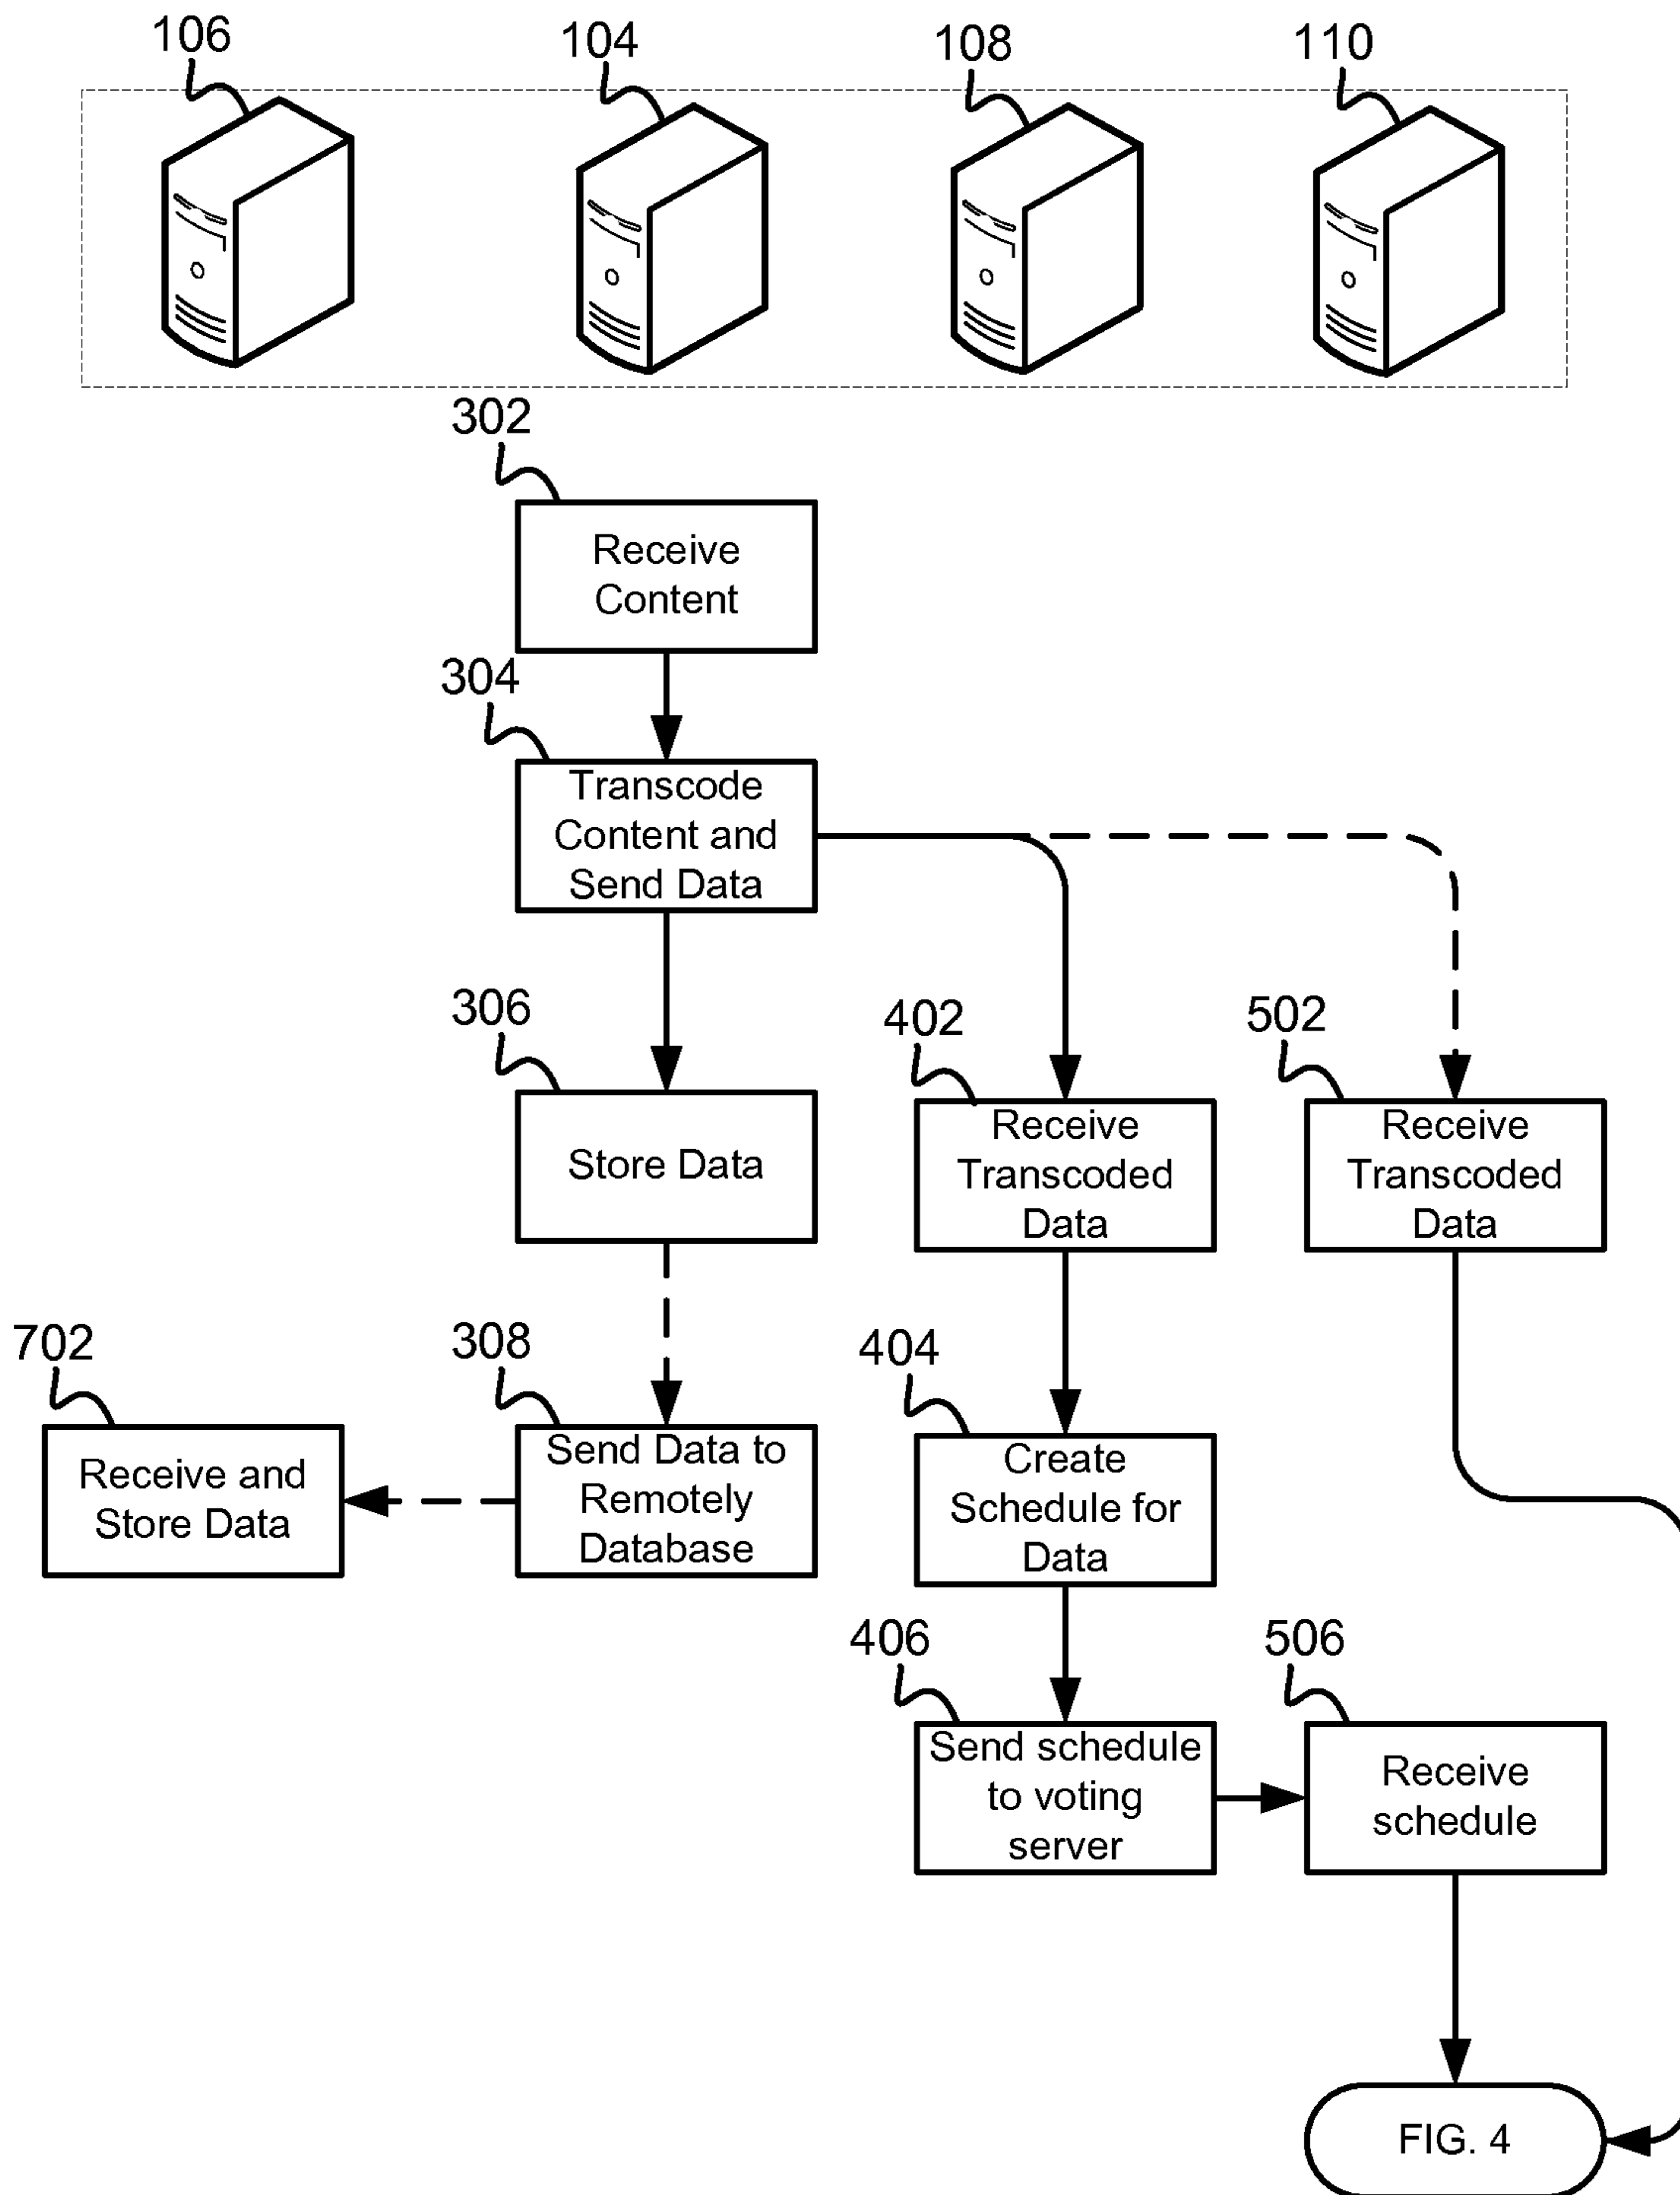 106
104
108
110
302
Receive
Content
304
Transcode
Content and
Send Data
306
Store Data
402
Receive
Transcoded
Data
502
Receive
Transcoded
Data
702
Receive and
Store Data
308
Send Data to
Remotely
Database
404
Create
Schedule for
Data
406
Send schedule
to voting
server
506
Receive
schedule
FIG. 4